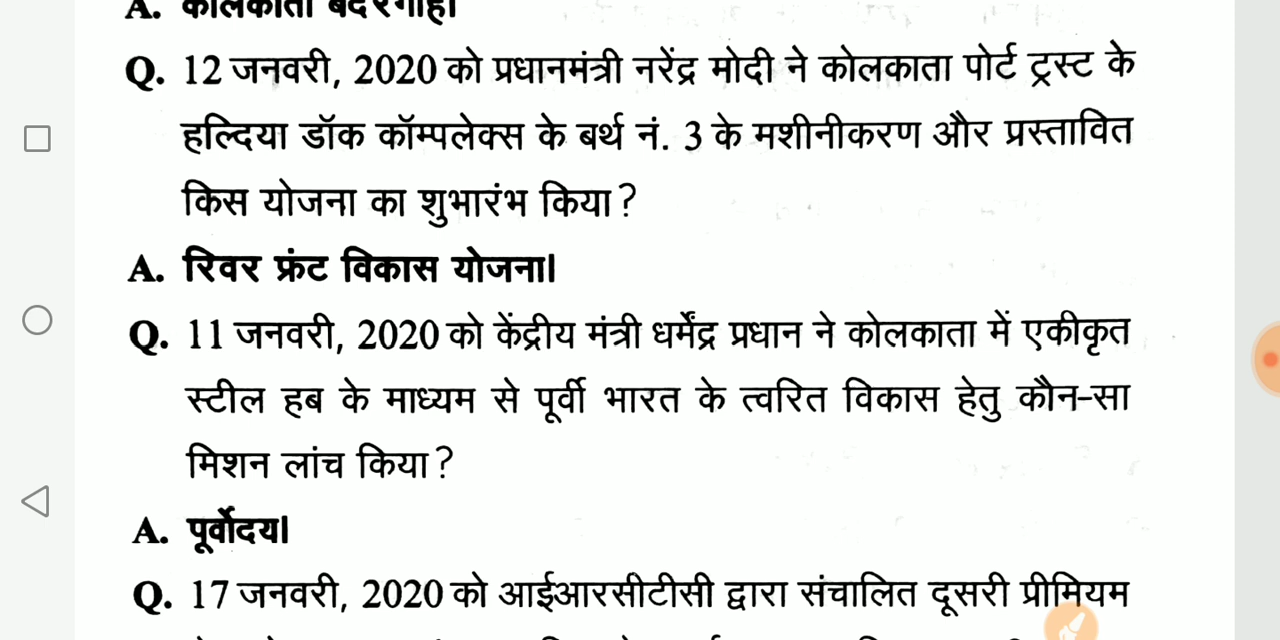 A. कोलकाता बंदरगाह।
Q. 12 जनवरी, 2020 को प्रधानमंत्री नरेंद्र मोदी ने कोलकाता पोर्ट ट्रस्ट के
हल्दिया डॉक कॉम्पलेक्स के बर्थ नं. 3 के मशीनीकरण और प्रस्तावित
किस योजना का शुभारंभ किया?
A. रिवर फ्रंट विकास योजना।
Q. 11 जनवरी, 2020 को केंद्रीय मंत्री धर्मेंद्र प्रधान ने कोलकाता में एकीकृत
स्टील हब के माध्यम से पूर्वी भारत के त्वरित विकास हेतु कौन-सा
मिशन लांच किया?
A. पूर्वोदय।
Q. 17 जनवरी, 2020 को आईआरसीटीसी द्वारा संचालित दूसरी प्रीमियम